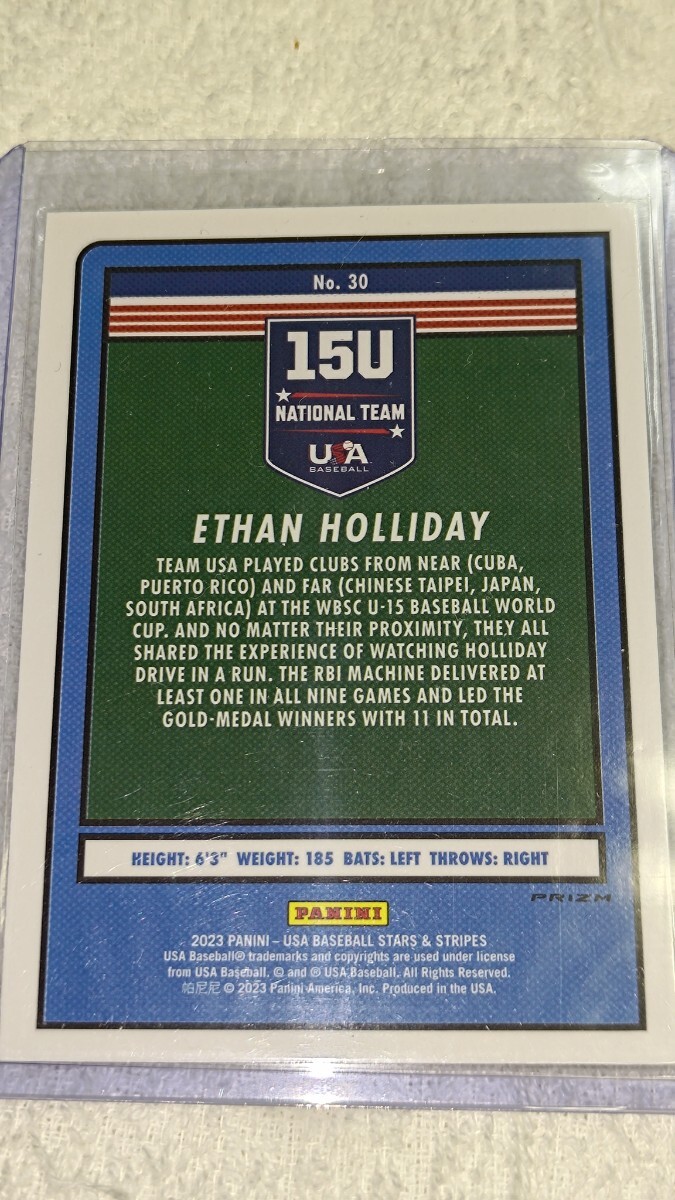 No. 30
15U
NATIONAL TEAM
USA
BASEBALL
ETHAN HOLLIDAY
TEAM USA PLAYED CLUBS FROM NEAR (CUBA,
PUERTO RICO) AND FAR (CHINESE TAIPEI, JAPAN,
SOUTH AFRICA) AT THE WBSC U-15 BASEBALL WORLD
CUP. AND NO MATTER THEIR PROXIMITY, THEY ALL
SHARED THE EXPERIENCE OF WATCHING HOLLIDAY
DRIVE IN A RUN. THE RBI MACHINE DELIVERED AT
LEAST ONE IN ALL NINE GAMES AND LED THE
GOLD-MEDAL WINNERS WITH 11 IN TOTAL.
HEIGHT: 6'3" WEIGHT: 185 BATS: LEFT THROWS: RIGHT
PRIZM
PANINI
2023 PANINI – USA BASEBALL STARS & STRIPES
USA Baseball® trademarks and copyrights are used under license
from USA Baseball. © and ® USA Baseball. All Rights Reserved.
帕尼尼 © 2023 Panini America, Inc. Produced in the USA.